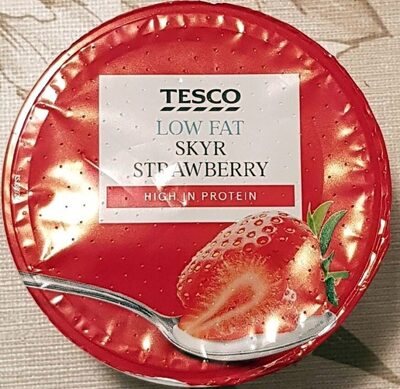 TESCO
LOW FAT
SKYR
STRAWBERRY
HIGH IN PROTEIN